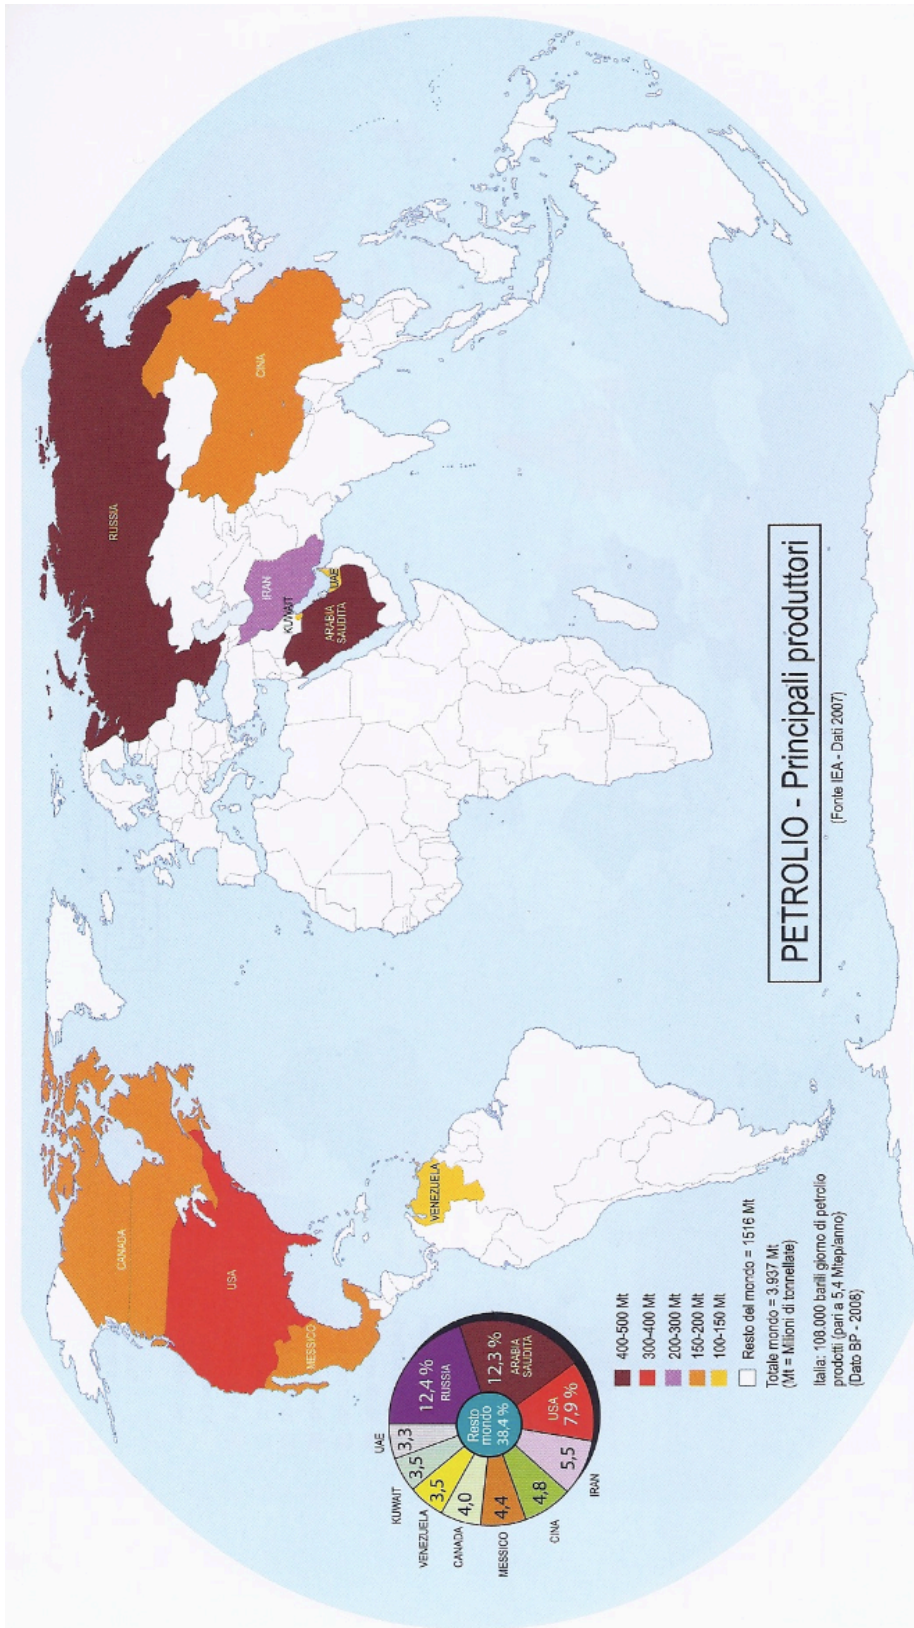 CANADA
USA
MESSICO
VENEZUELA
RUSSIA
CINA
IRAN
KUWAIT
UAE
ARABIA
SAUDITA
UAE
3,3
KUWAIT
3,5
VENEZUELA
3,5
CANADA
4,0
MESSICO
4,4
CINA
4,8
IRAN
5,5
USA
7,9 %
12,3 %
ARABIA
SAUDITA
12,4 %
RUSSIA
Resto
mondo
38,4 %
400-500 Mt
300-400 Mt
200-300 Mt
150-200 Mt
100-150 Mt
Resto del mondo = 1516 Mt
Totale mondo = 3.937 Mt
(Mt = Milioni di tonnellate)
Italia: 108.000 barili giorno di petrolio
prodotti (pari a 5,4 Mtep/anno)
(Dato BP - 2008)
PETROLIO - Principali produttori
(Fonte IEA - Dati 2007)